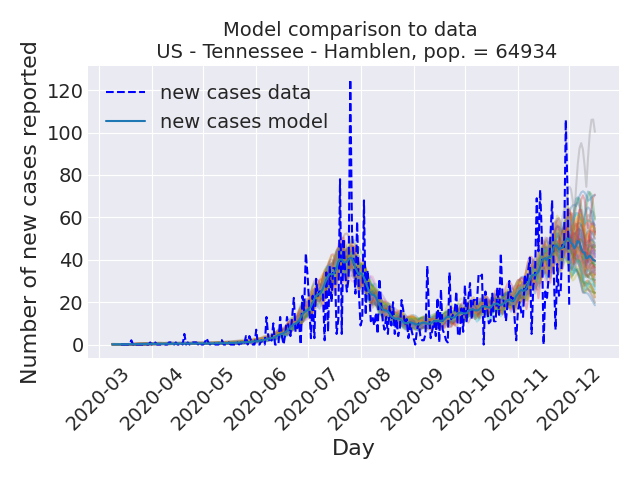 Model comparison to data
US - Tennessee - Hamblen, pop. = 64934
Number of new cases reported
120
100
80
60
40
20
0
new cases data
new cases model
2020-03
2020-04
2020-05
2020-06
2020-07
2020-08
2020-09
2020-10
2020-11
2020-12
Day